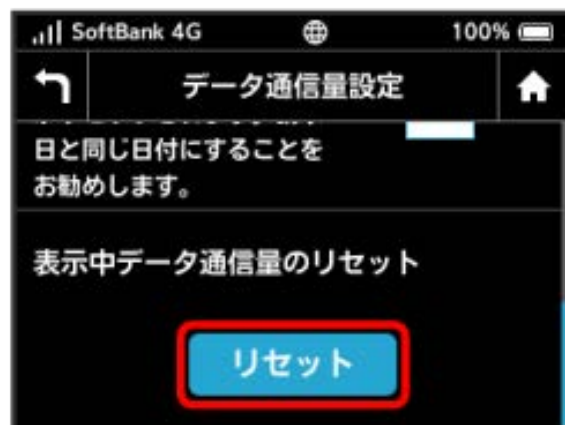 SoftBank 4G 100%
データ通信量設定
日と同じ日付にすることを
お勧めします。
表示中データ通信量のリセット
リセット